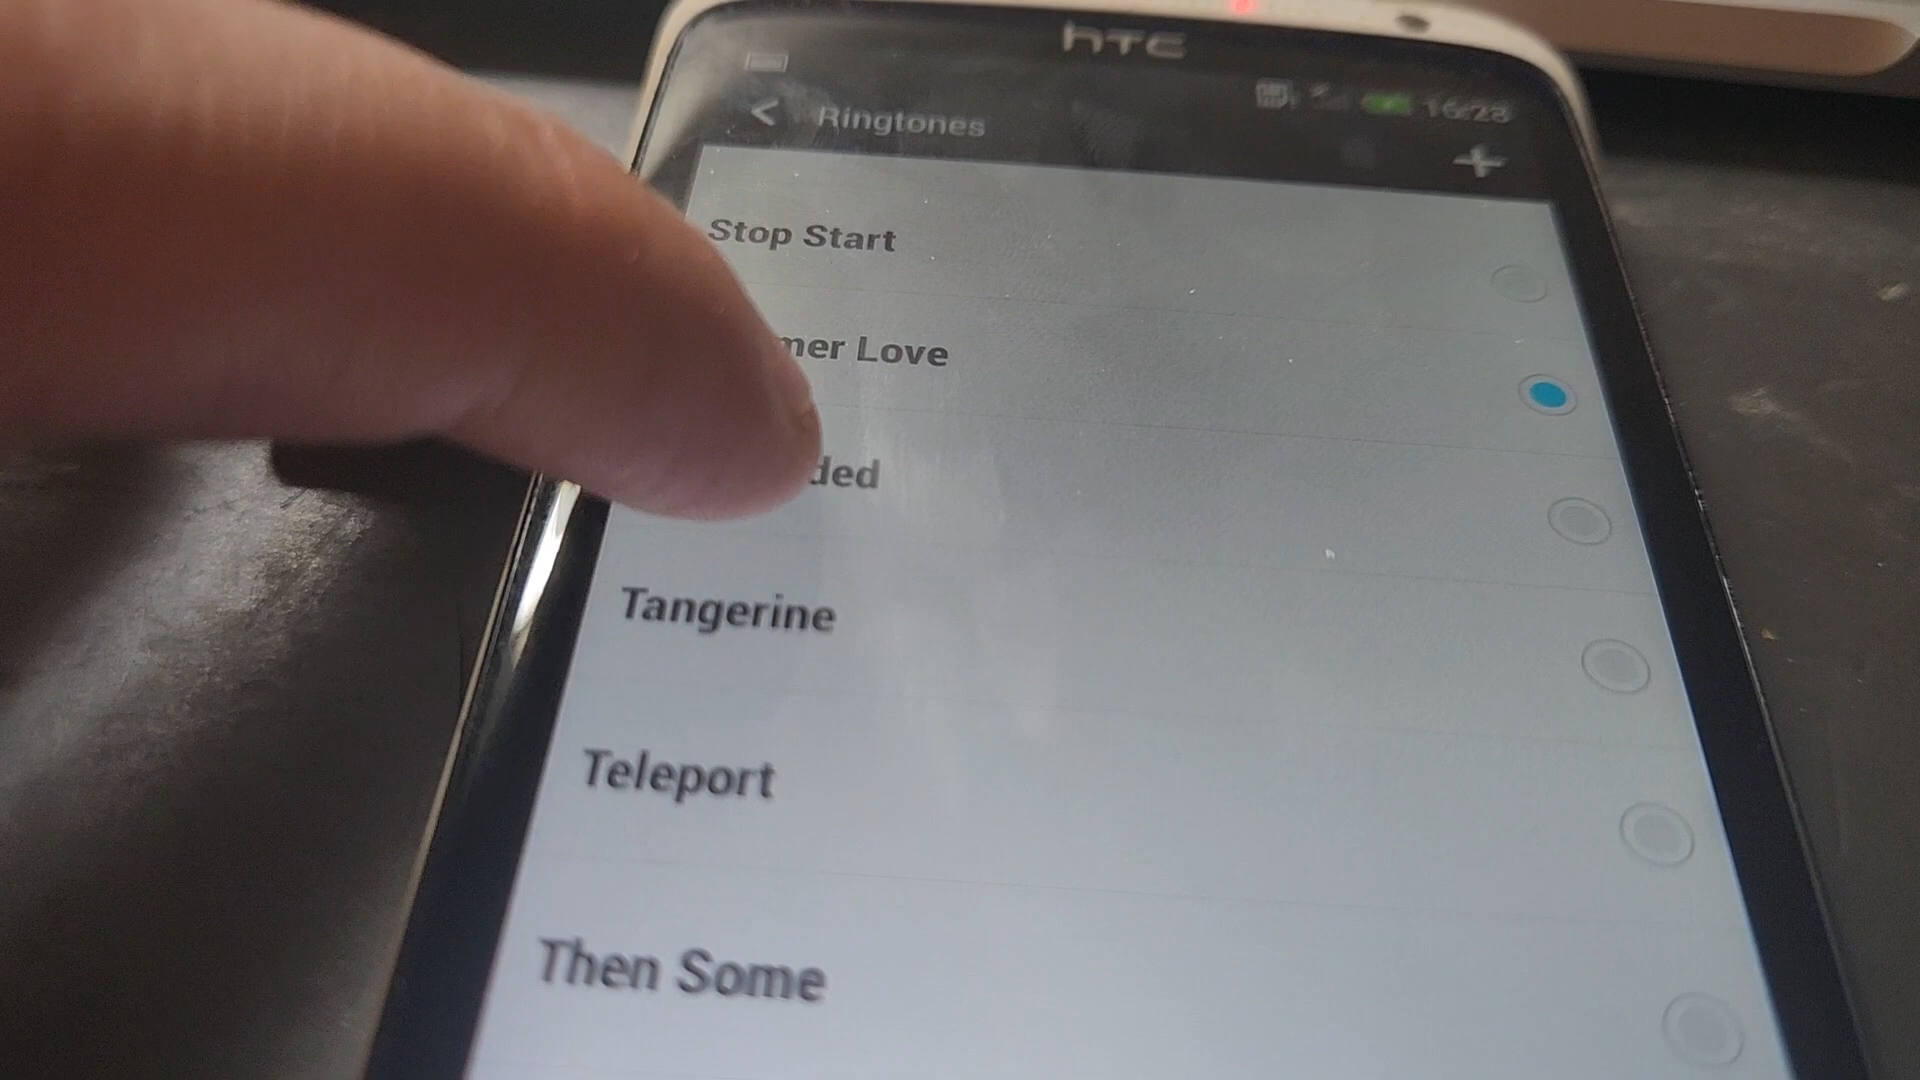 hTC
16:28
Ringtones
Stop Start
mer Love
ded
Tangerine
Teleport
Then Some